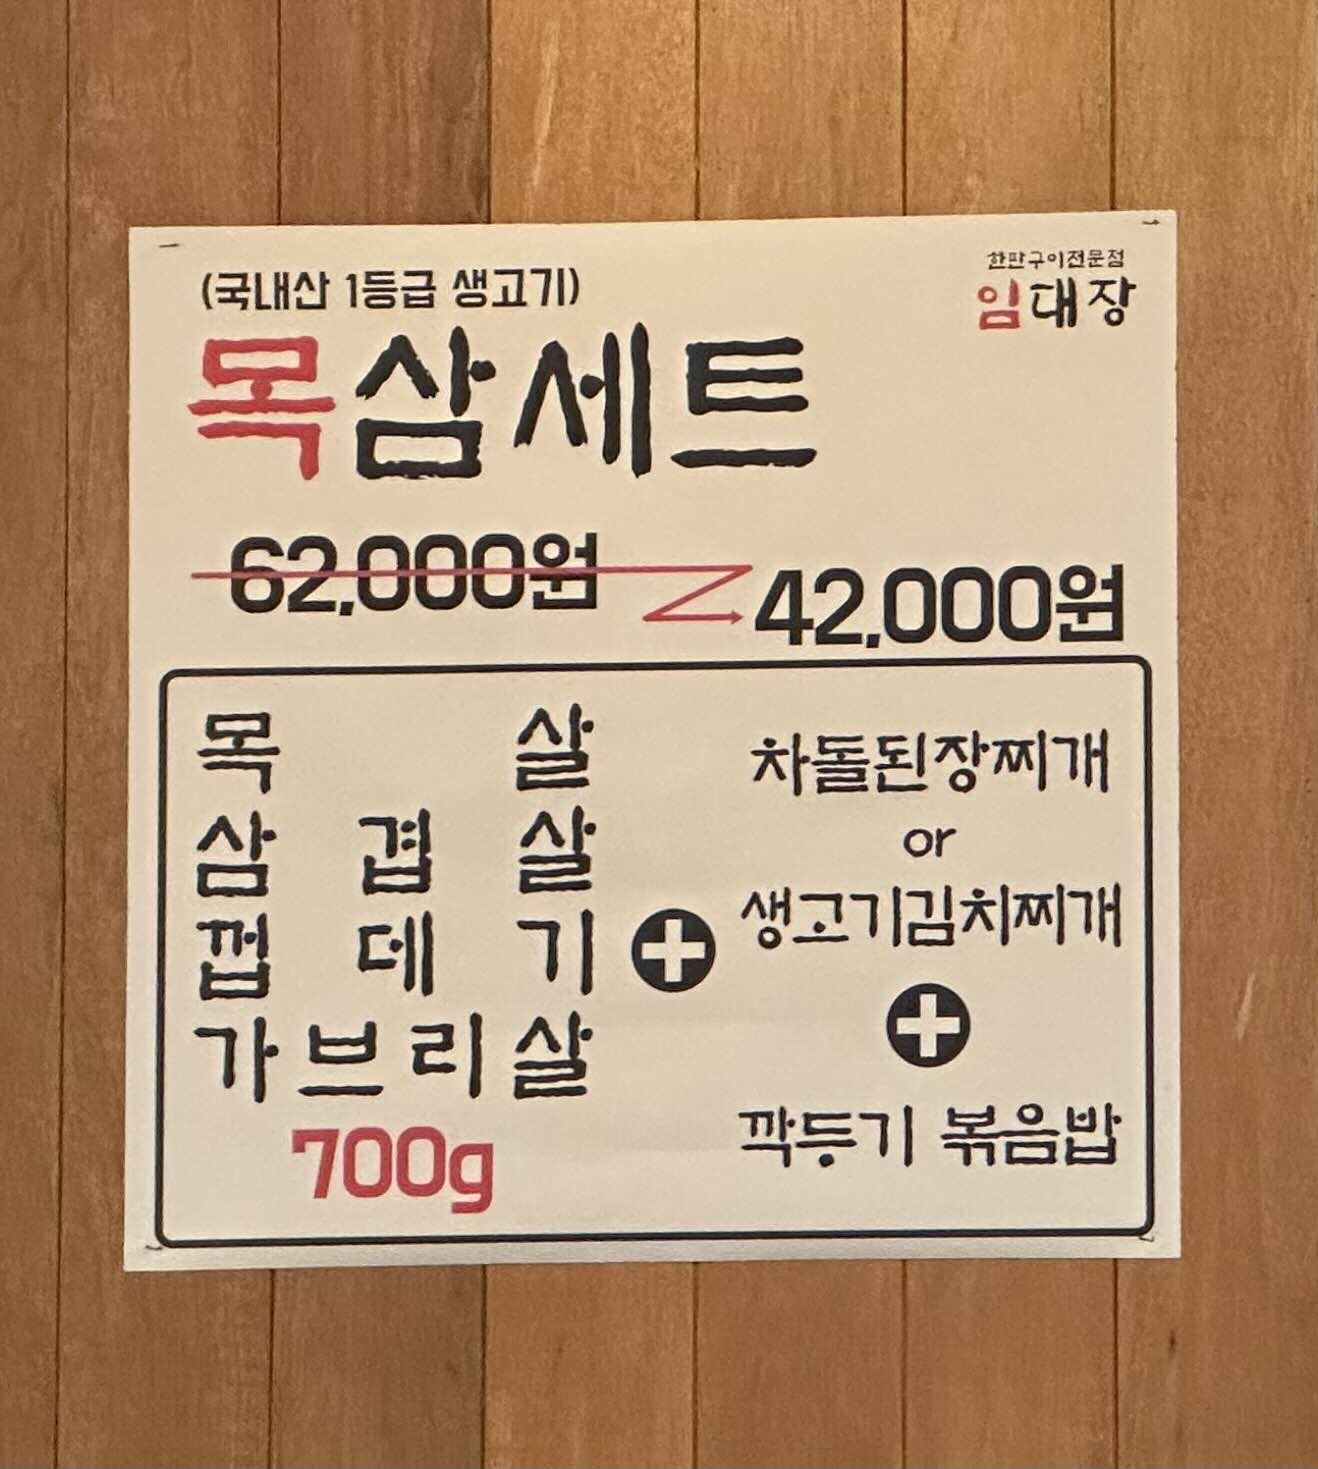 (국내산 1등급 생고기)
한판구이전문점
임대장
목삼세트
62,000원
42,000원
목살
삼겹살
껍데기
가브리살
700g
차돌된장찌개
or
생고기김치찌개
깍둥기 볶음밥